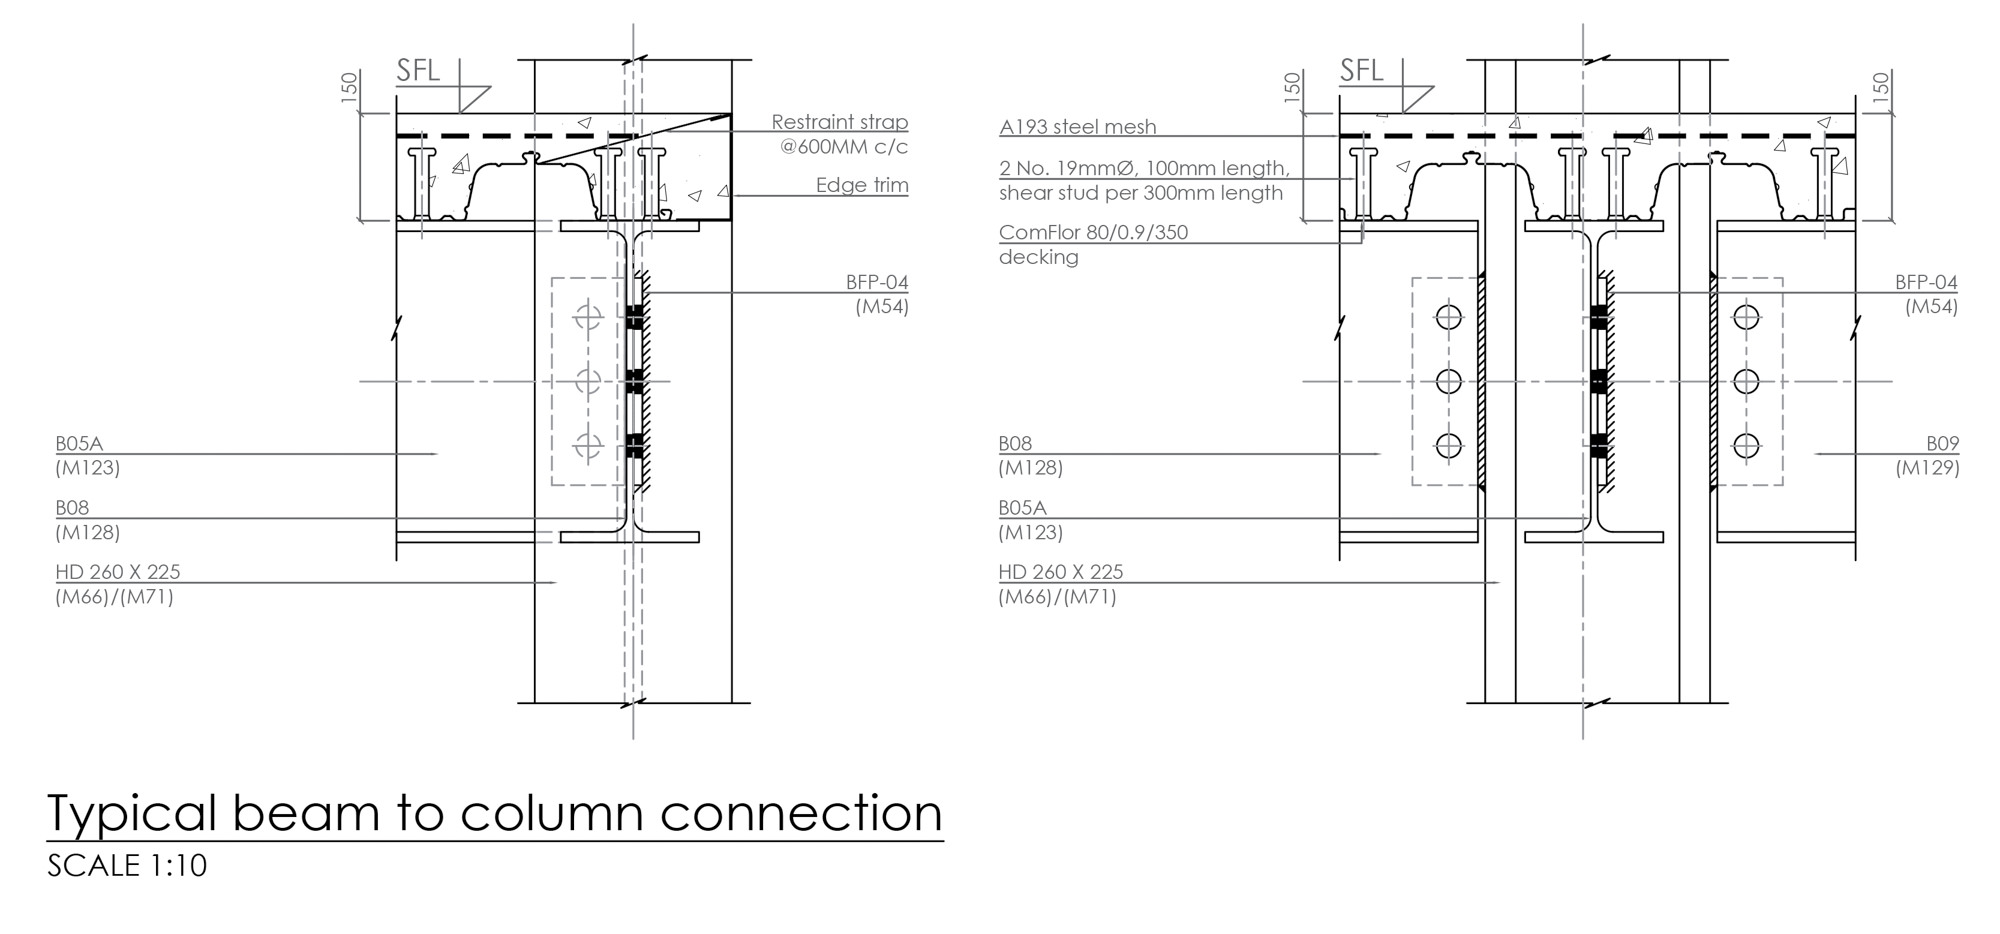 SFL
150
Restraint strap
@600MM c/c
Edge trim
BFP-04
(M54)
B05A
(M123)
B08
(M128)
HD 260 X 225
(M66)/(M71)
SFL
150
150
A193 steel mesh
2 No. 19mmØ, 100mm length,
shear stud per 300mm length
ComFlor 80/0.9/350
decking
BFP-04
(M54)
B08
(M128)
B09
(M129)
B05A
(M123)
HD 260 X 225
(M66)/(M71)
Typical beam to column connection
SCALE 1:10